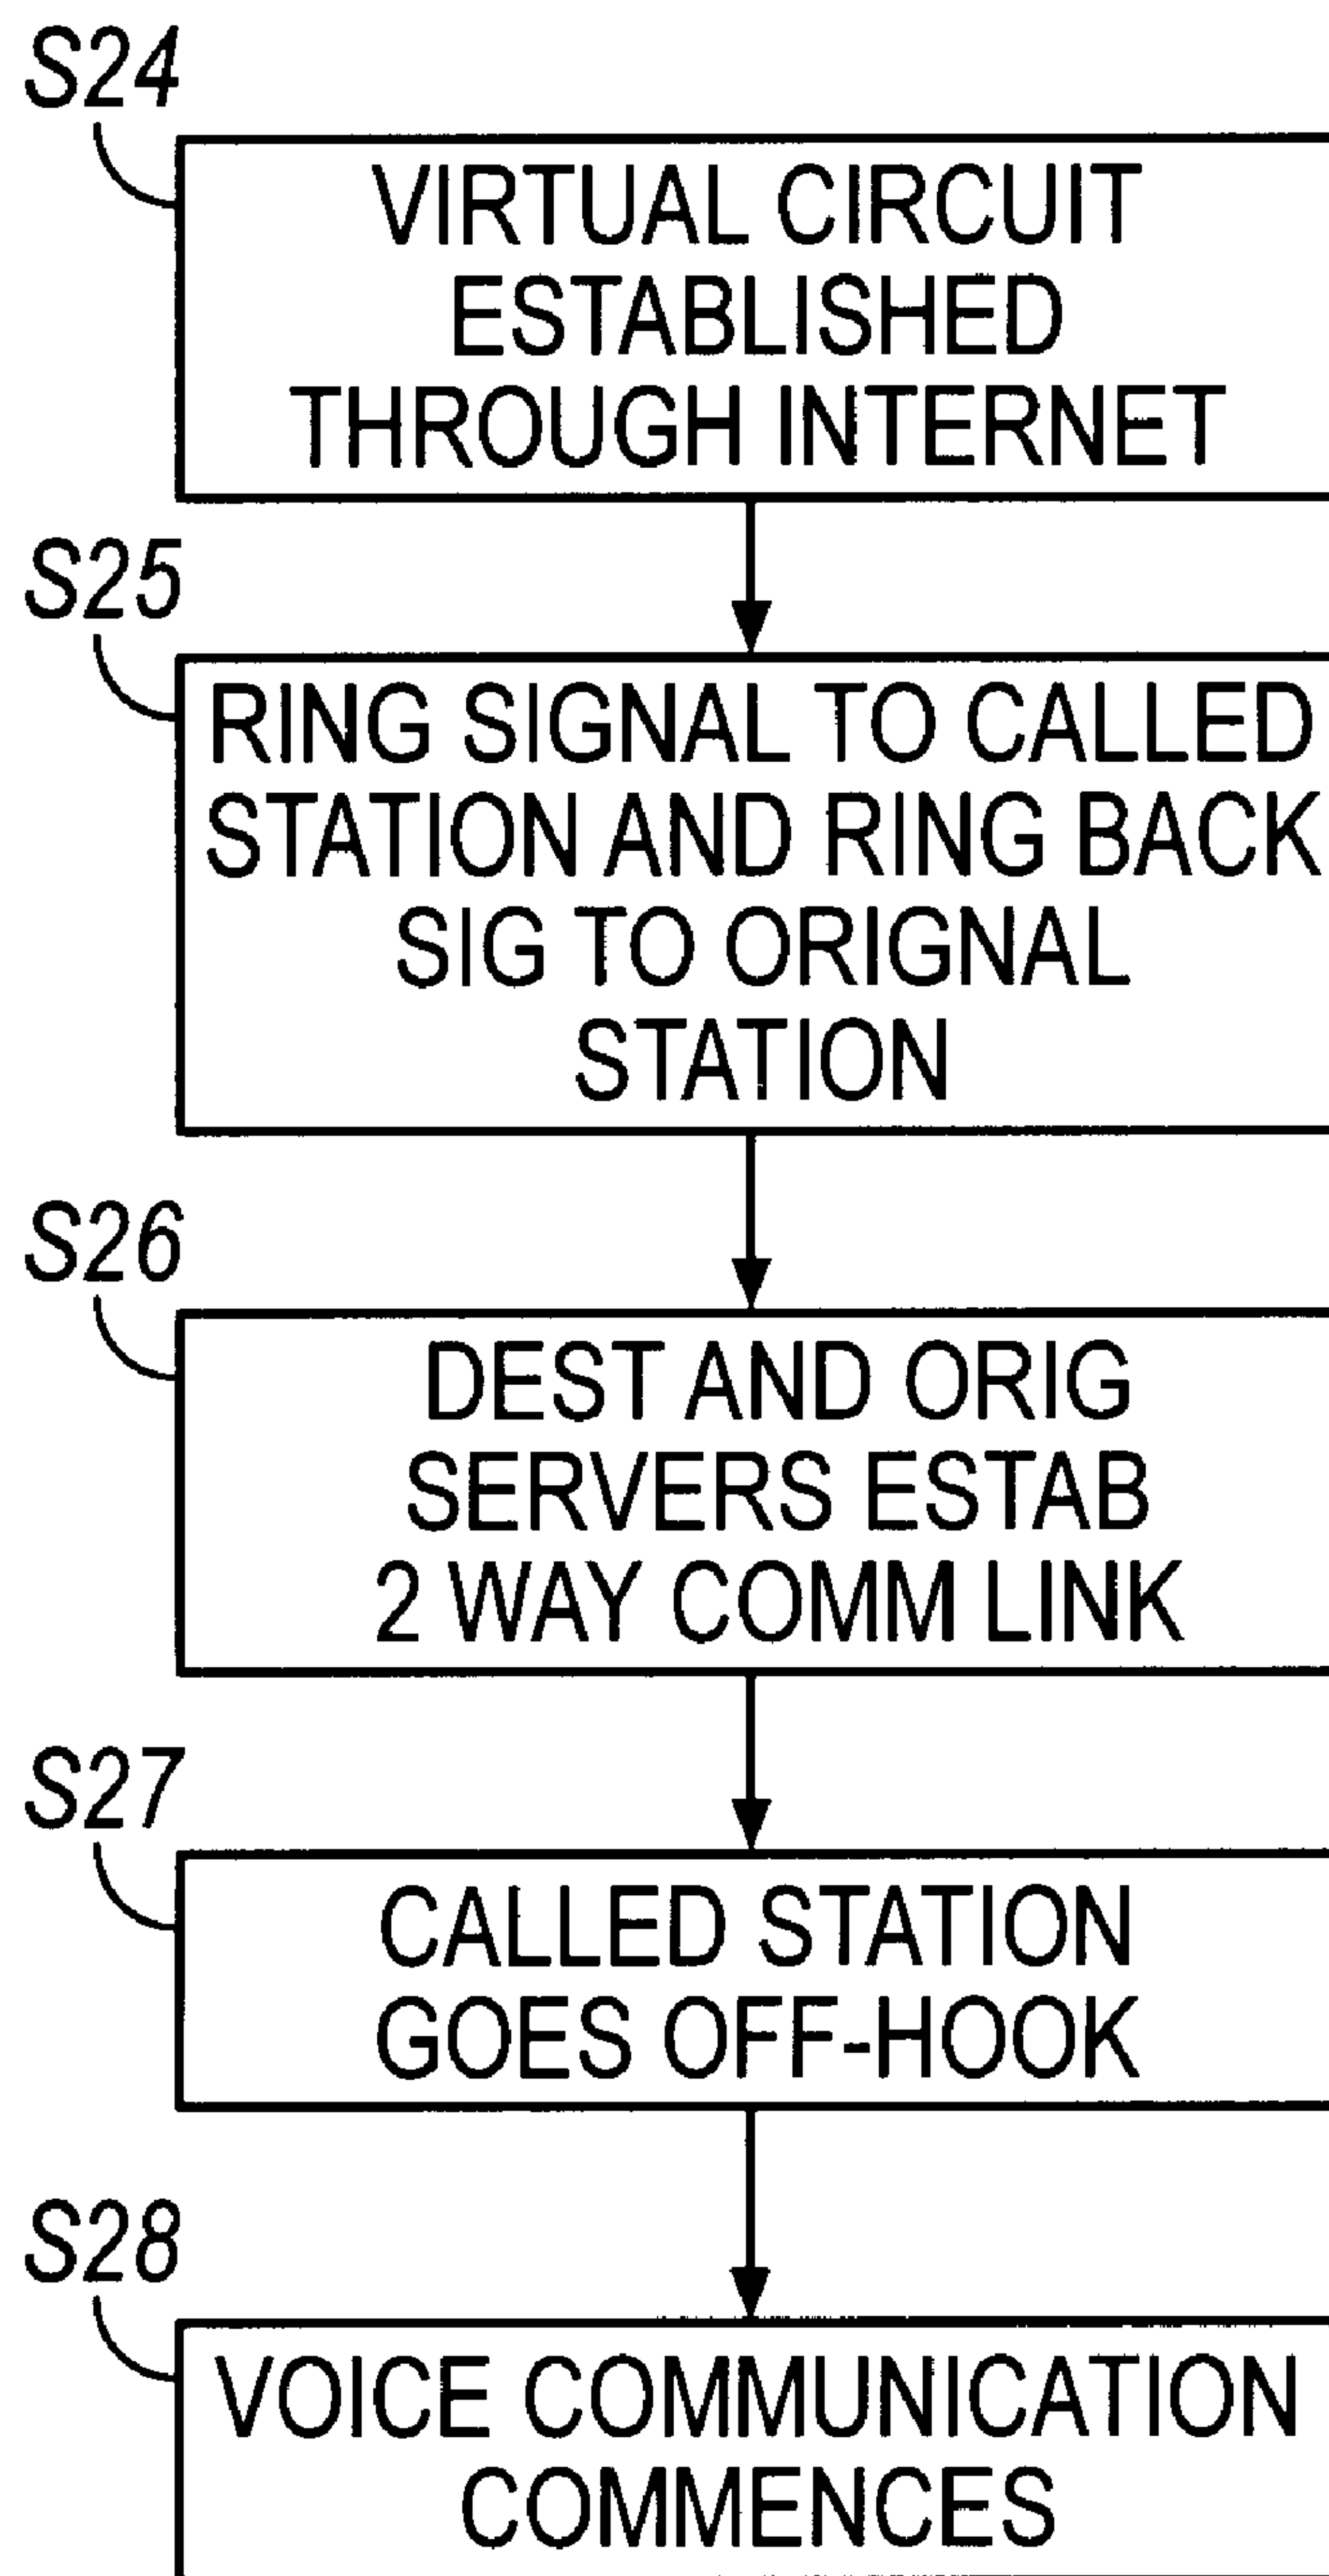 S24
VIRTUAL CIRCUIT
ESTABLISHED
THROUGH INTERNET
S25
RING SIGNAL TO CALLED
STATION AND RING BACK
SIG TO ORIGNAL
STATION
S26
DEST AND ORIG
SERVERS ESTAB
2 WAY COMM LINK
S27
CALLED STATION
GOES OFF-HOOK
S28
VOICE COMMUNICATION
COMMENCES